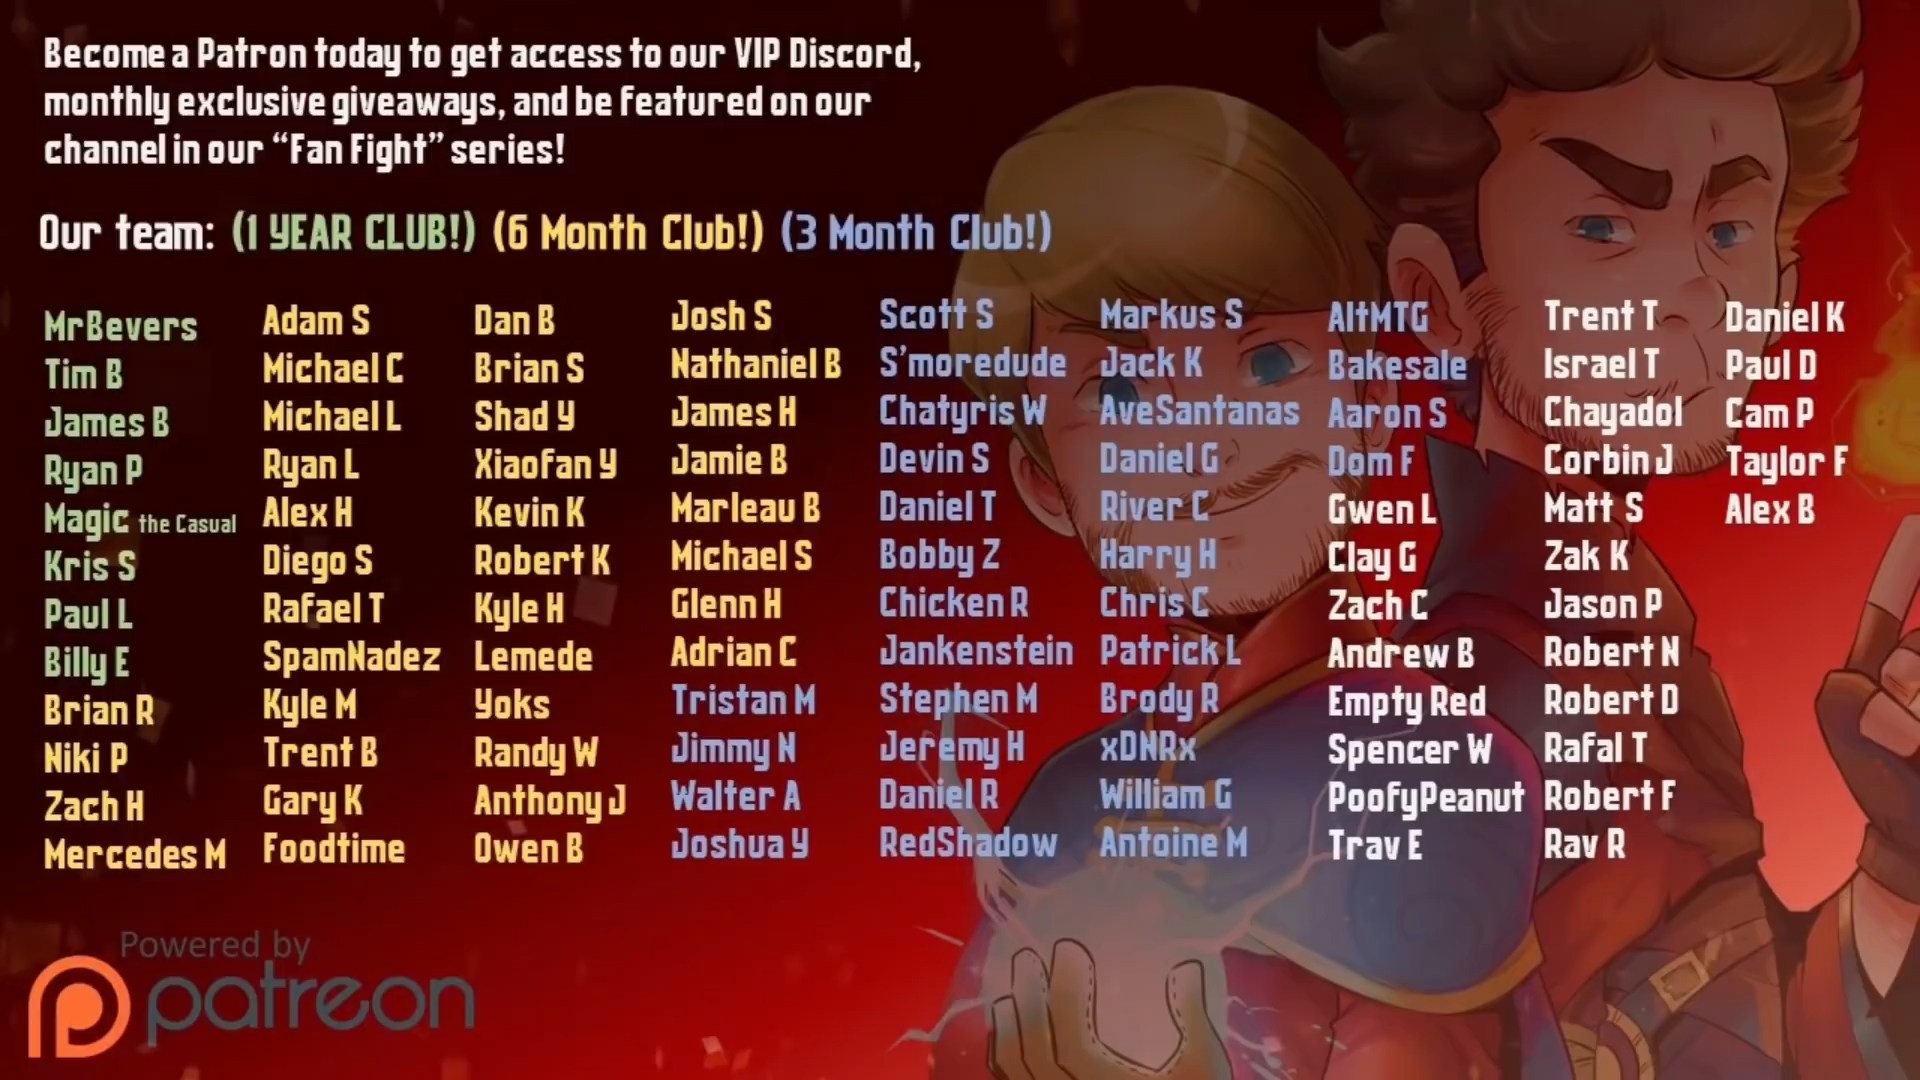 Become a Patron today to get access to our VIP Discord,
monthly exclusive giveaways, and be featured on our
channel in our “Fan Fight” series!
Our team: (1 YEAR CLUB!) (6 Month Club!) (3 Month Club!)
MrBevers
Tim B
James B
Ryan P
Magic the Casual
Kris S
Paul L
Billy E
Brian R
Niki P
Zach H
Mercedes M
Adam S
Michael C
Michael L
Ryan L
Alex H
Diego S
Rafael T
SpamNadez
Kyle M
Trent B
Gary K
Foodtime
Dan B
Brian S
Shad Y
Xiaofan Y
Kevin K
Robert K
Kyle H
Lemede
Yoks
Randy W
Anthony J
Owen B
Josh S
Nathaniel B
James H
Jamie B
Marleau B
Michael S
Glenn H
Adrian C
Tristan M
Jimmy N
Walter A
Joshua Y
Scott S
S’moredude
Chatyris W
Devin S
Daniel T
Bobby Z
Chicken R
Jankenstein
Stephen M
Jeremy H
Daniel R
RedShadow
Markus S
Jack K
AveSantanas
Daniel G
River C
Harry H
Chris C
Patrick L
Brody R
xDNRx
William G
Antoine M
AltMTG
Bakesale
Aaron S
Dom F
Gwen L
Clay G
Zach C
Andrew B
Empty Red
Spencer W
PoofyPeanut
Trav E
Trent T
Israel T
Chayadol
Corbin J
Matt S
Zak K
Jason P
Robert N
Robert D
Rafal T
Robert F
Rav R
Daniel K
Paul D
Cam P
Taylor F
Alex B
Powered by
patreon